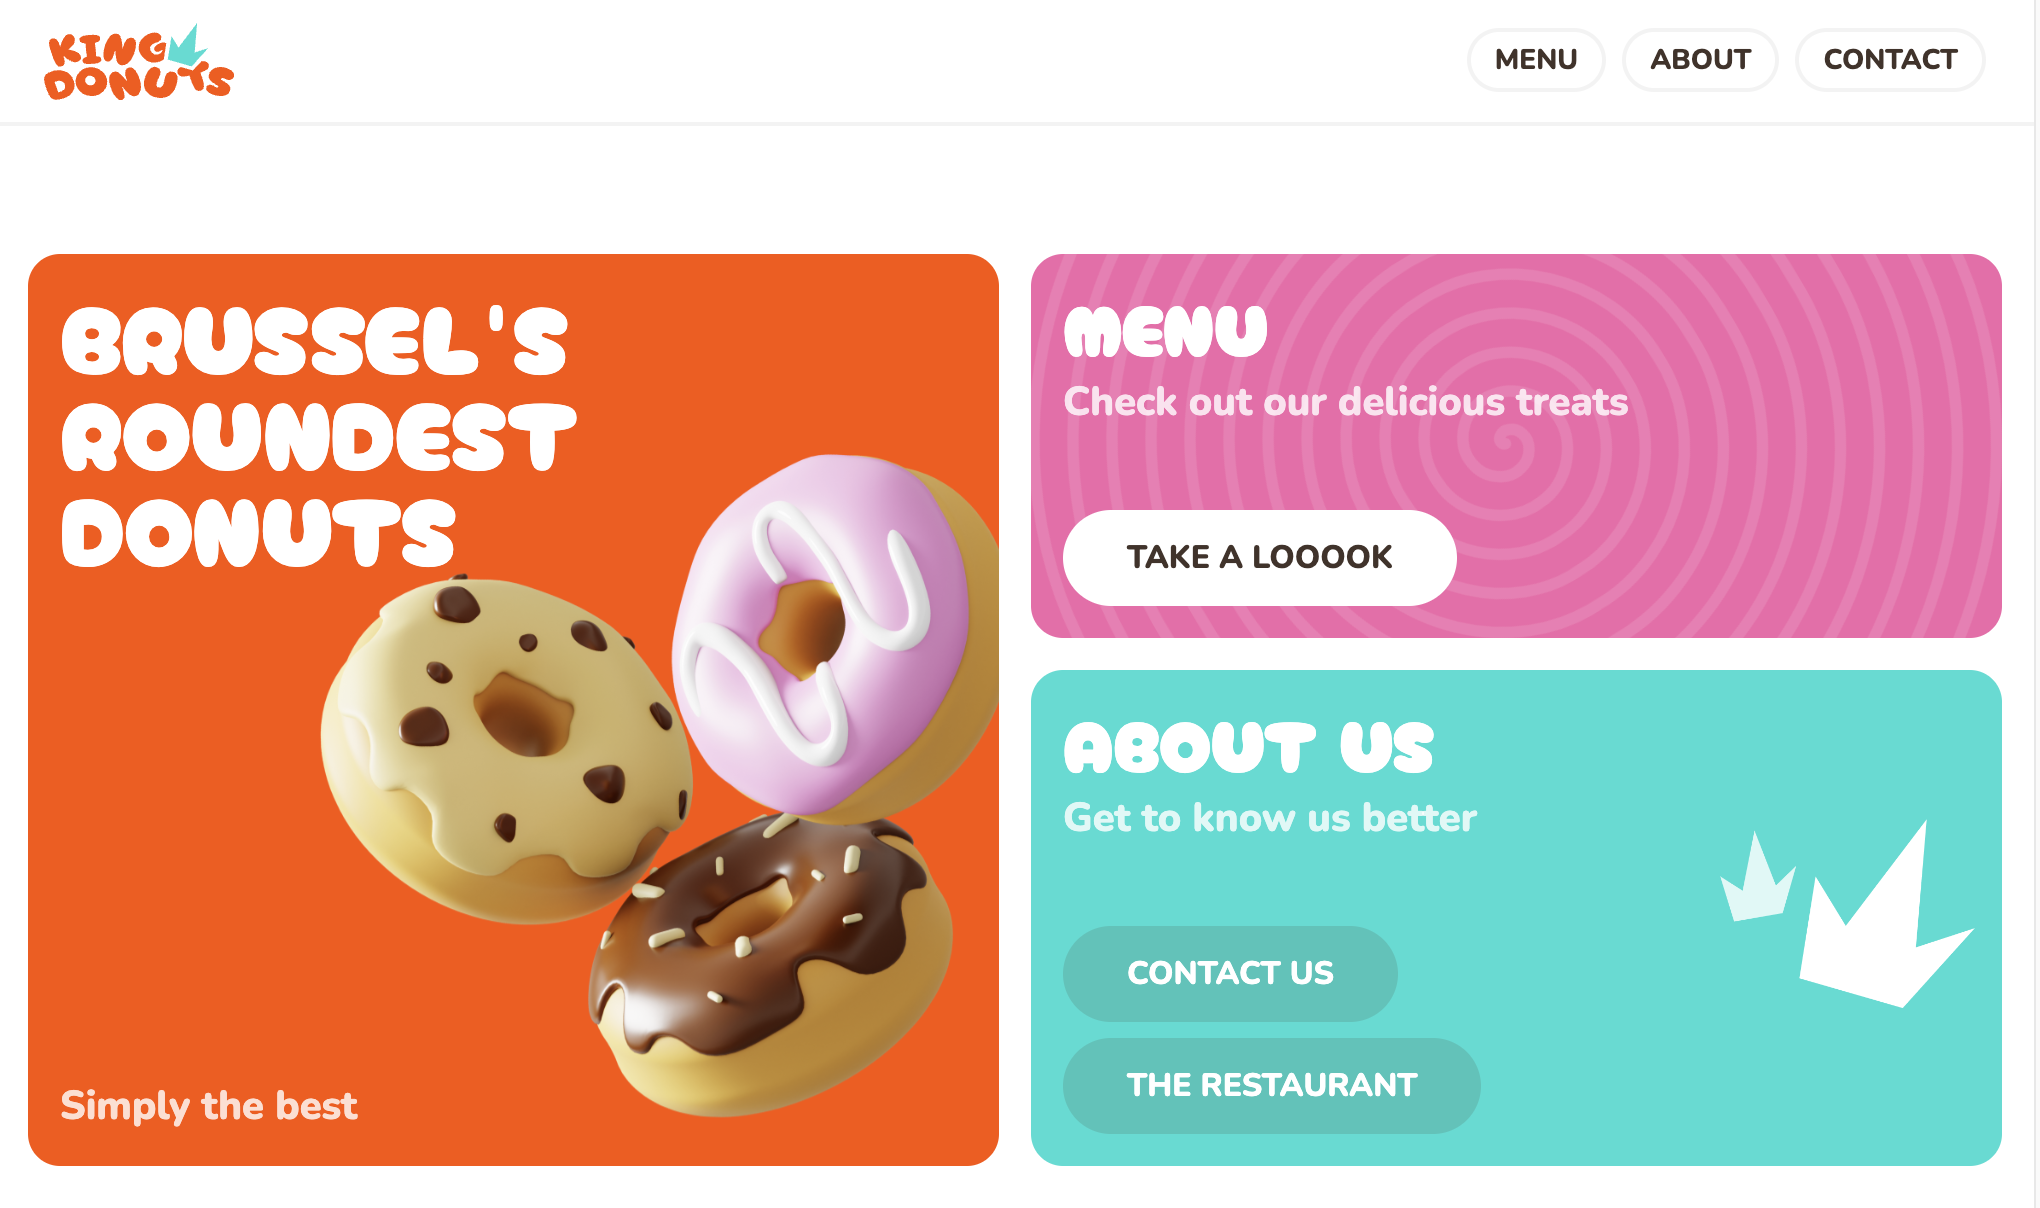 KING
DONUTS
MENU
ABOUT
CONTACT
BRUSSEL'S
ROUNDEST
DONUTS
Simply the best
MENU
Check out our delicious treats
TAKE A LOOOOK
ABOUT US
Get to know us better
CONTACT US
THE RESTAURANT